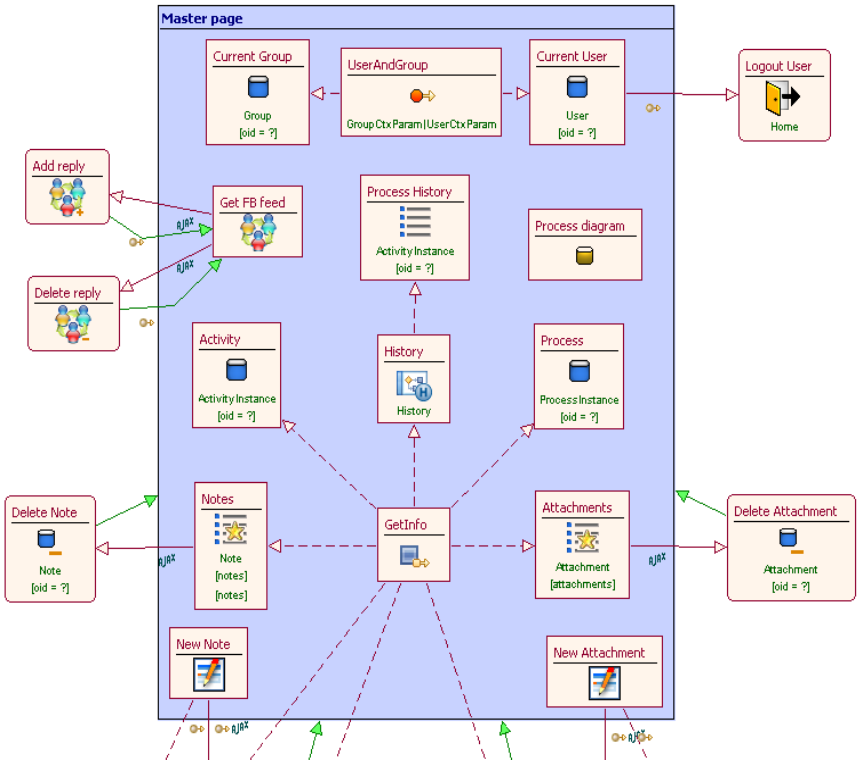 Master page
Current Group
Group
[oid = ?]
UserAndGroup
GroupCtxParam|UserCtxParam
Current User
User
[oid = ?]
Logout User
Home
Add reply
Get FB feed
AJAX
AJAX
Delete reply
Process History
Activity Instance
[oid = ?]
Process diagram
Activity
Activity Instance
[oid = ?]
History
H
History
Process
Process Instance
[oid = ?]
Delete Note
Note
[oid = ?]
AJAX
Notes
Note
[notes]
[notes]
GetInfo
Attachments
Attachment
[attachments]
AJAX
Delete Attachment
Attachment
[oid = ?]
New Note
New Attachment
AJAX
AJAX